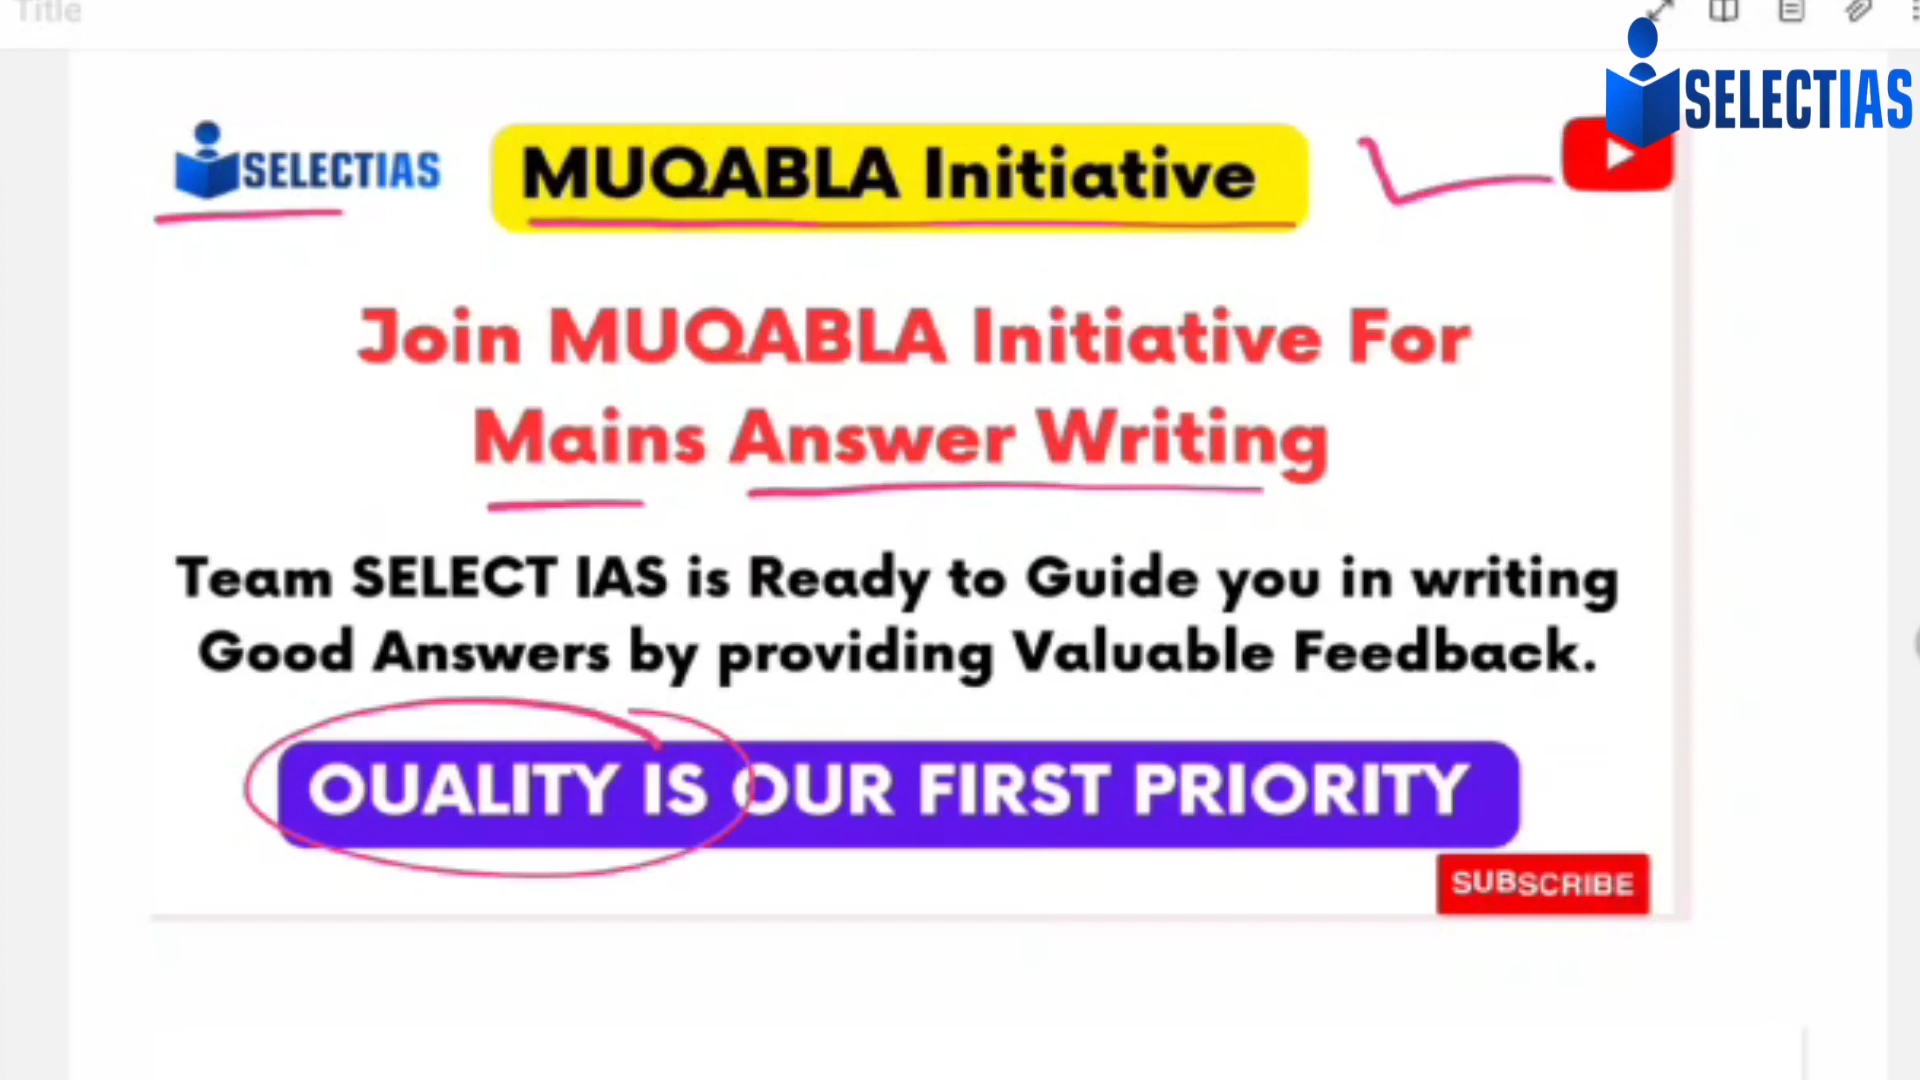 Title
SELECTIAS
SELECTIAS
MUQABLA Initiative
Join MUQABLA Initiative For
Mains Answer Writing
Team SELECT IAS is Ready to Guide you in writing
Good Answers by providing Valuable Feedback.
QUALITY IS OUR FIRST PRIORITY
SUBSCRIBE